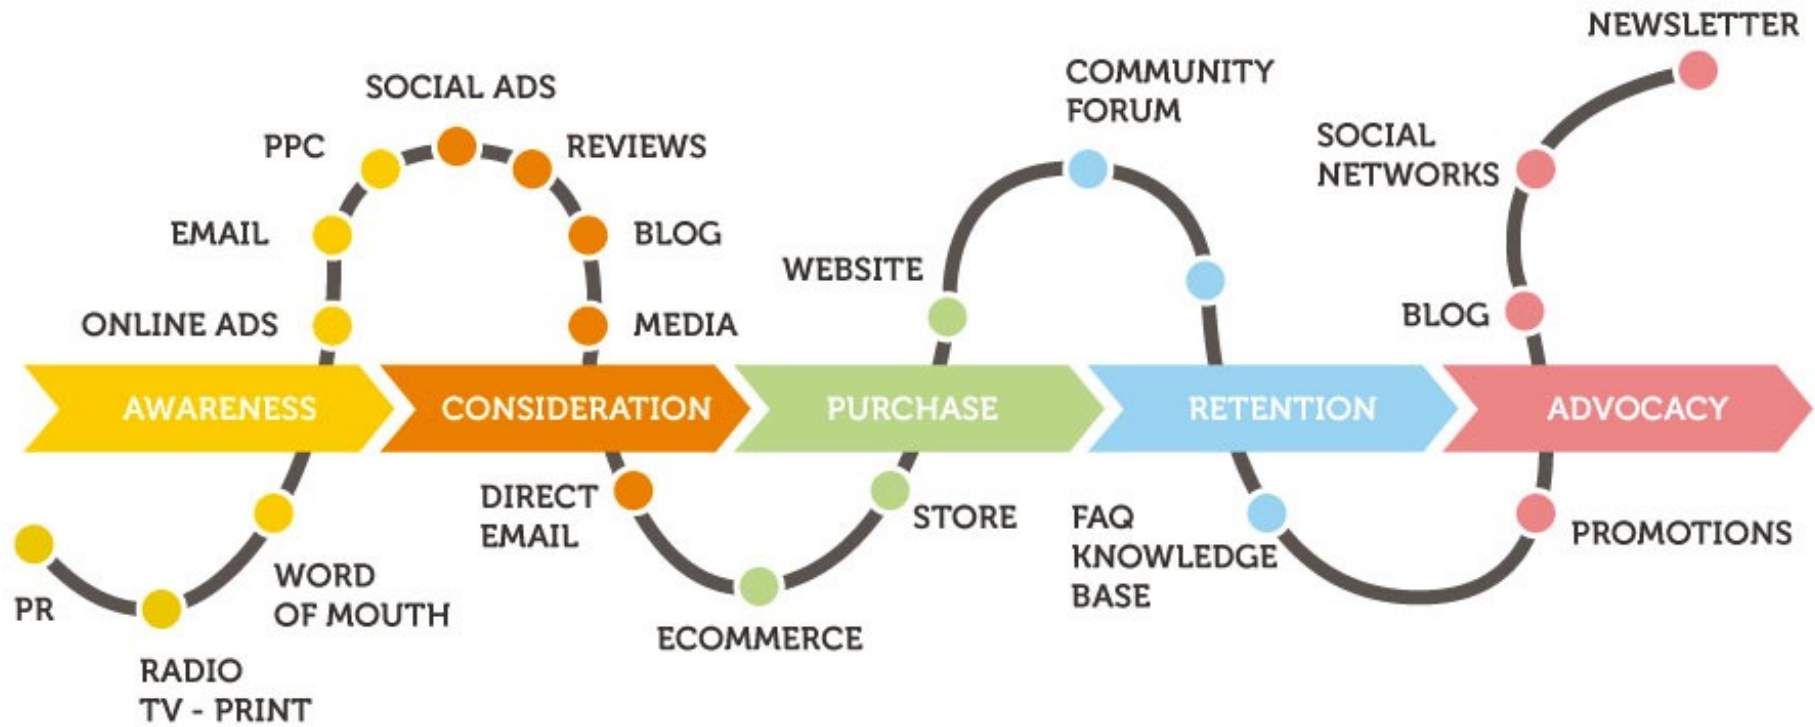 NEWSLETTER
SOCIAL ADS
COMMUNITY
FORUM
PPC
REVIEWS
SOCIAL
NETWORKS
EMAIL
BLOG
WEBSITE
ONLINE ADS
MEDIA
BLOG
AWARENESS
CONSIDERATION
PURCHASE
RETENTION
ADVOCACY
DIRECT
EMAIL
STORE
FAQ
KNOWLEDGE
BASE
PROMOTIONS
PR
WORD
OF MOUTH
ECOMMERCE
RADIO
TV - PRINT